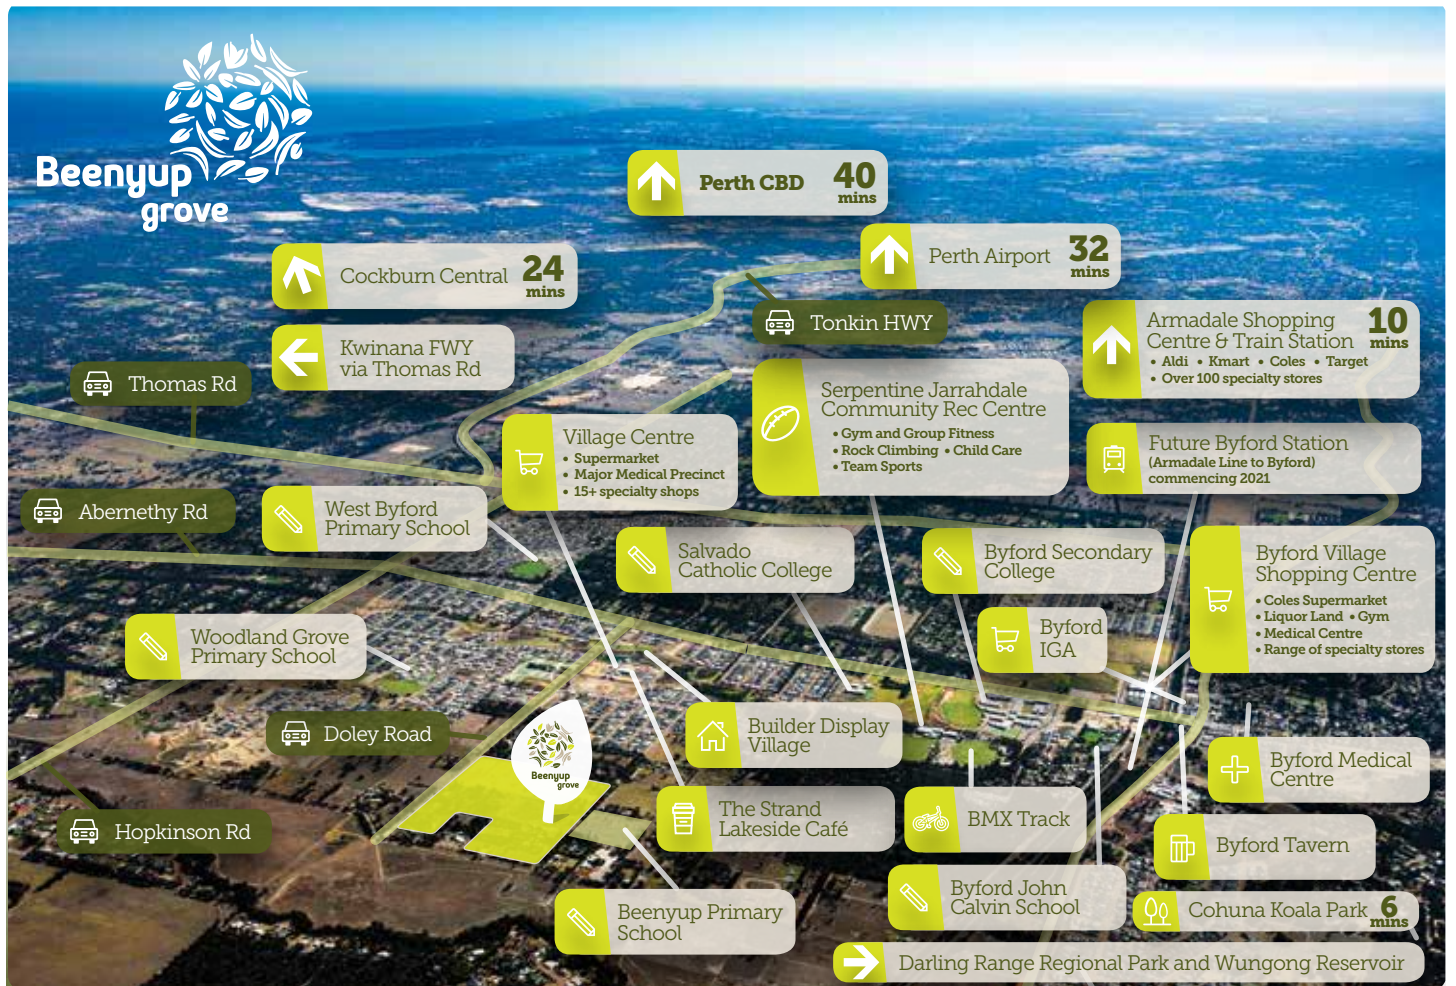 Beenyup
grove
Perth CBD 40
mins
Perth Airport 32
mins
Cockburn Central 24
mins
Tonkin HWY
Kwinana FWY
via Thomas Rd
Armadale Shopping
Centre & Train Station 10
mins
• Aldi • Kmart • Coles • Target
• Over 100 specialty stores
Thomas Rd
Serpentine Jarrahdale
Community Rec Centre
• Gym and Group Fitness
• Rock Climbing • Child Care
• Team Sports
Village Centre
• Supermarket
• Major Medical Precinct
• 15+ specialty shops
Future Byford Station
(Armadale Line to Byford)
commencing 2021
Abernethy Rd
West Byford
Primary School
Salvado
Catholic College
Byford Secondary
College
Byford Village
Shopping Centre
• Coles Supermarket
• Liquor Land • Gym
• Medical Centre
• Range of specialty stores
Byford
IGA
Woodland Grove
Primary School
Doley Road
Beenyup
grove
Builder Display
Village
Byford Medical
Centre
Hopkinson Rd
The Strand
Lakeside Café
BMX Track
Byford Tavern
Beenyup Primary
School
Byford John
Calvin School
Cohuna Koala Park 6
mins
Darling Range Regional Park and Wungong Reservoir